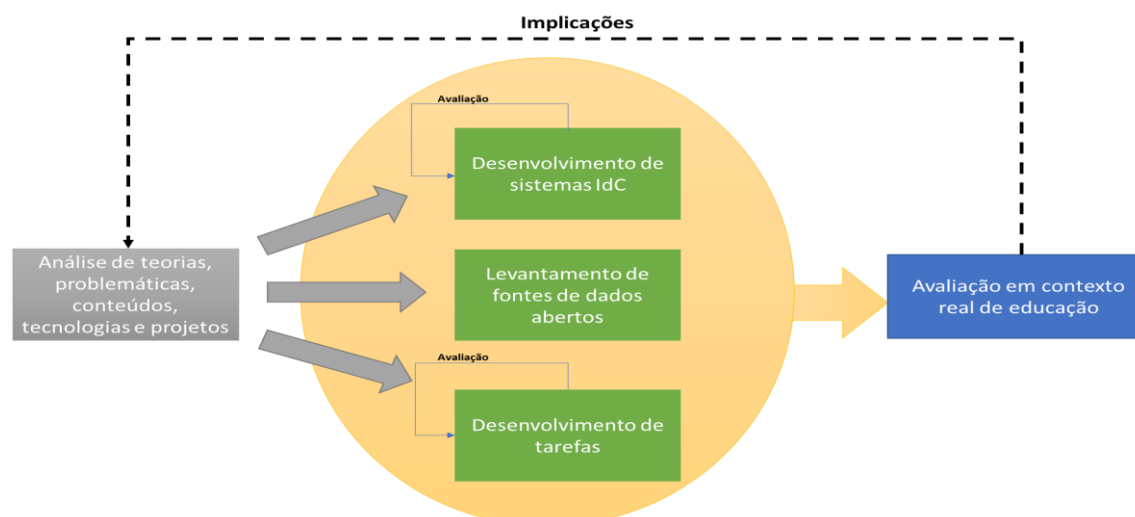 Implicações
Avaliação
Desenvolvimento de
sistemas IdC
Análise de teorias,
problemáticas,
conteúdos,
tecnologias e projetos
Levantamento de
fontes de dados
abertos
Avaliação em contexto
real de educação
Avaliação
Desenvolvimento de
tarefas